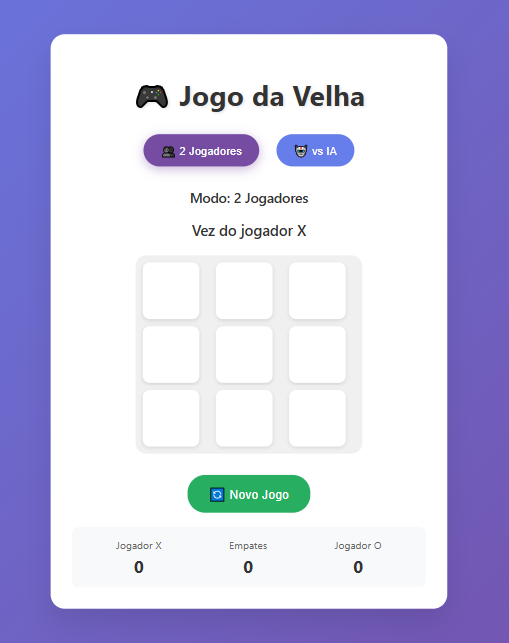 Jogo da Velha
2 Jogadores
vs IA
Modo: 2 Jogadores
Vez do jogador X
Novo Jogo
Jogador X
Empates
Jogador O
0
0
0